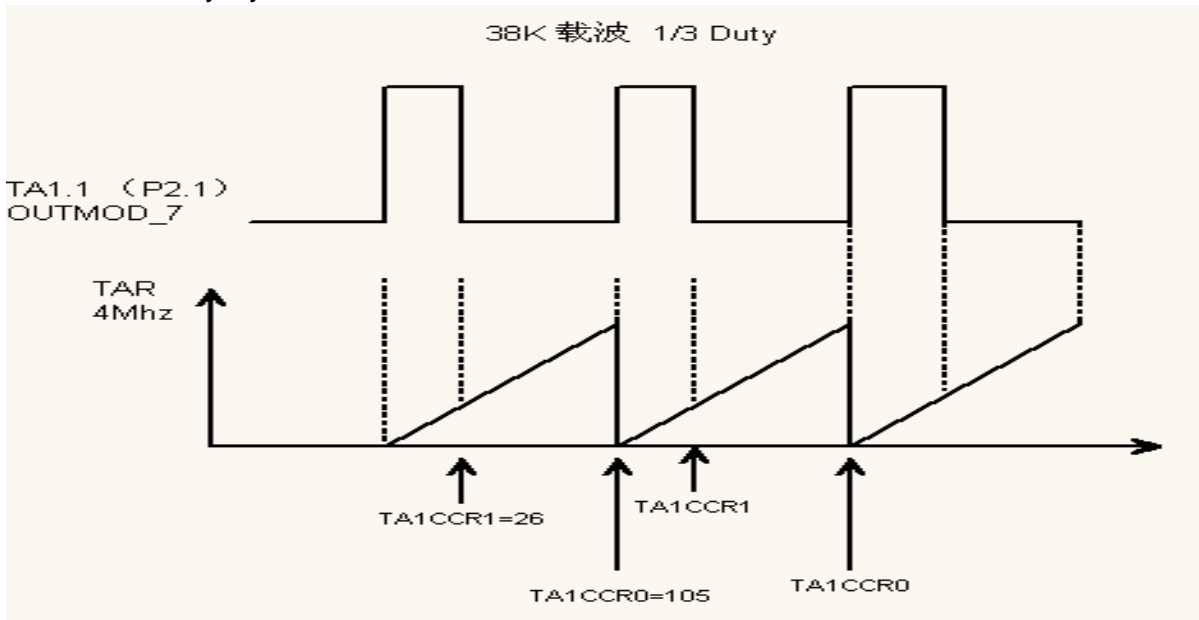 38K 载波 1/3 Duty
TA1.1 （P2.1）
OUTMOD_7
TAR
4Mhz
TA1CCR1=26
TA1CCR1
TA1CCR0=105
TA1CCR0